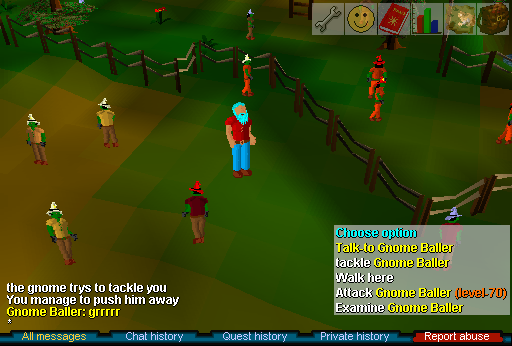 Choose option
Talk-to Gnome Baller
tackle Gnome Baller
Walk here
Attack Gnome Baller (level-70)
Examine Gnome Baller
the gnome trys to tackle you
You manage to push him away
Gnome Baller: grrrrr
*
All messages
Chat history
Quest history
Private history
Report abuse